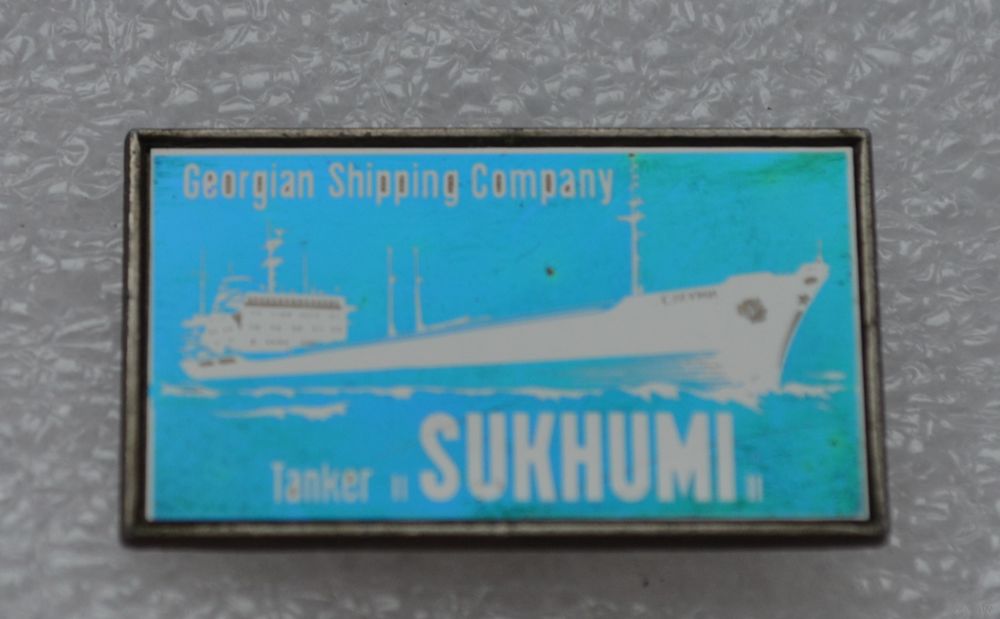 Georgian Shipping Company
Tanker "SUKHUMI"